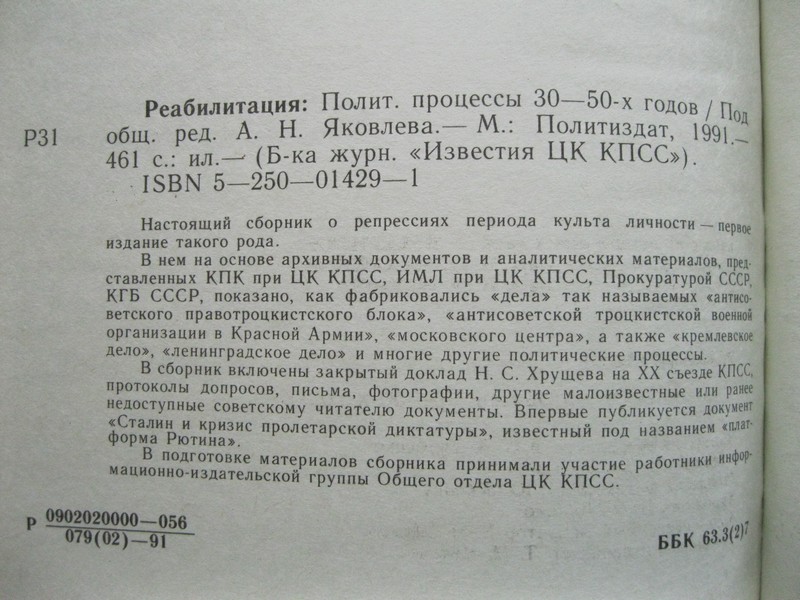 Реабилитация: Полит. процессы 30—50-х годов / Под
Р31 общ. ред. А. Н. Яковлева.— М.: Политиздат, 1991.—
461 с.: ил.— (Б-ка журн. «Известия ЦК КПСС»).
ISBN 5—250—01429—1
Настоящий сборник о репрессиях периода культа личности — первое
издание такого рода.
В нем на основе архивных документов и аналитических материалов, пред-
ставленных КПК при ЦК КПСС, ИМЛ при ЦК КПСС, Прокуратурой СССР,
КГБ СССР, показано, как фабриковались «дела» так называемых «антисо-
ветского правотроцкистского блока», «антисоветской троцкистской военной
организации в Красной Армии», «московского центра», а также «кремлевское
дело», «ленинградское дело» и многие другие политические процессы.
В сборник включены закрытый доклад Н. С. Хрущева на XX съезде КПСС,
протоколы допросов, письма, фотографии, другие малоизвестные или ранее
недоступные советскому читателю документы. Впервые публикуется документ
«Сталин и кризис пролетарской диктатуры», известный под названием «плат-
форма Рютина».
В подготовке материалов сборника принимали участие работники инфор-
мационно-издательской группы Общего отдела ЦК КПСС.
Р 0902020000—056
079(02)—91
ББК 63.3(2)7